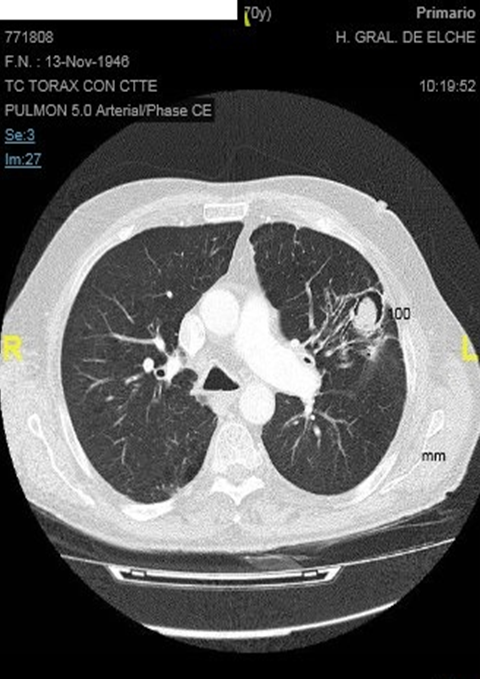 70y)
Primario
771808
H. GRAL. DE ELCHE
F.N. : 13-Nov-1946
TC TORAX CON CTTE
10:19:52
PULMON 5.0 Arterial/Phase CE
Se:3
Im:27
100
R
L
mm